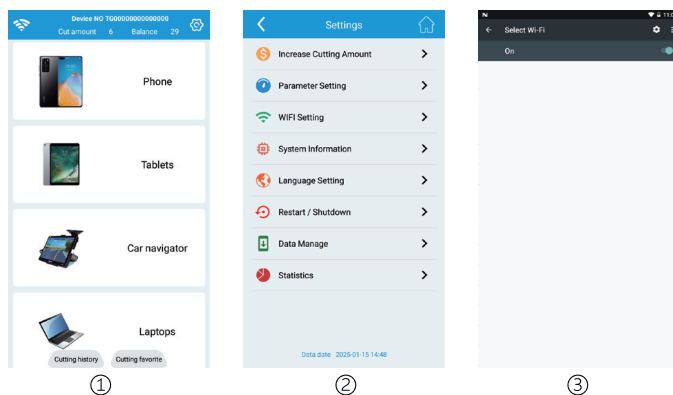 Device NO TG00000000000000
Cut amount 6 Balance 29
Phone
Tablets
Car navigator
Laptops
Cutting history Cutting favorite
①
Settings
Increase Cutting Amount
Parameter Setting
WIFI Setting
System Information
Language Setting
Restart / Shutdown
Data Manage
Statistics
Data date 2025-01-15 14:48
②
Select Wi-Fi
On
③